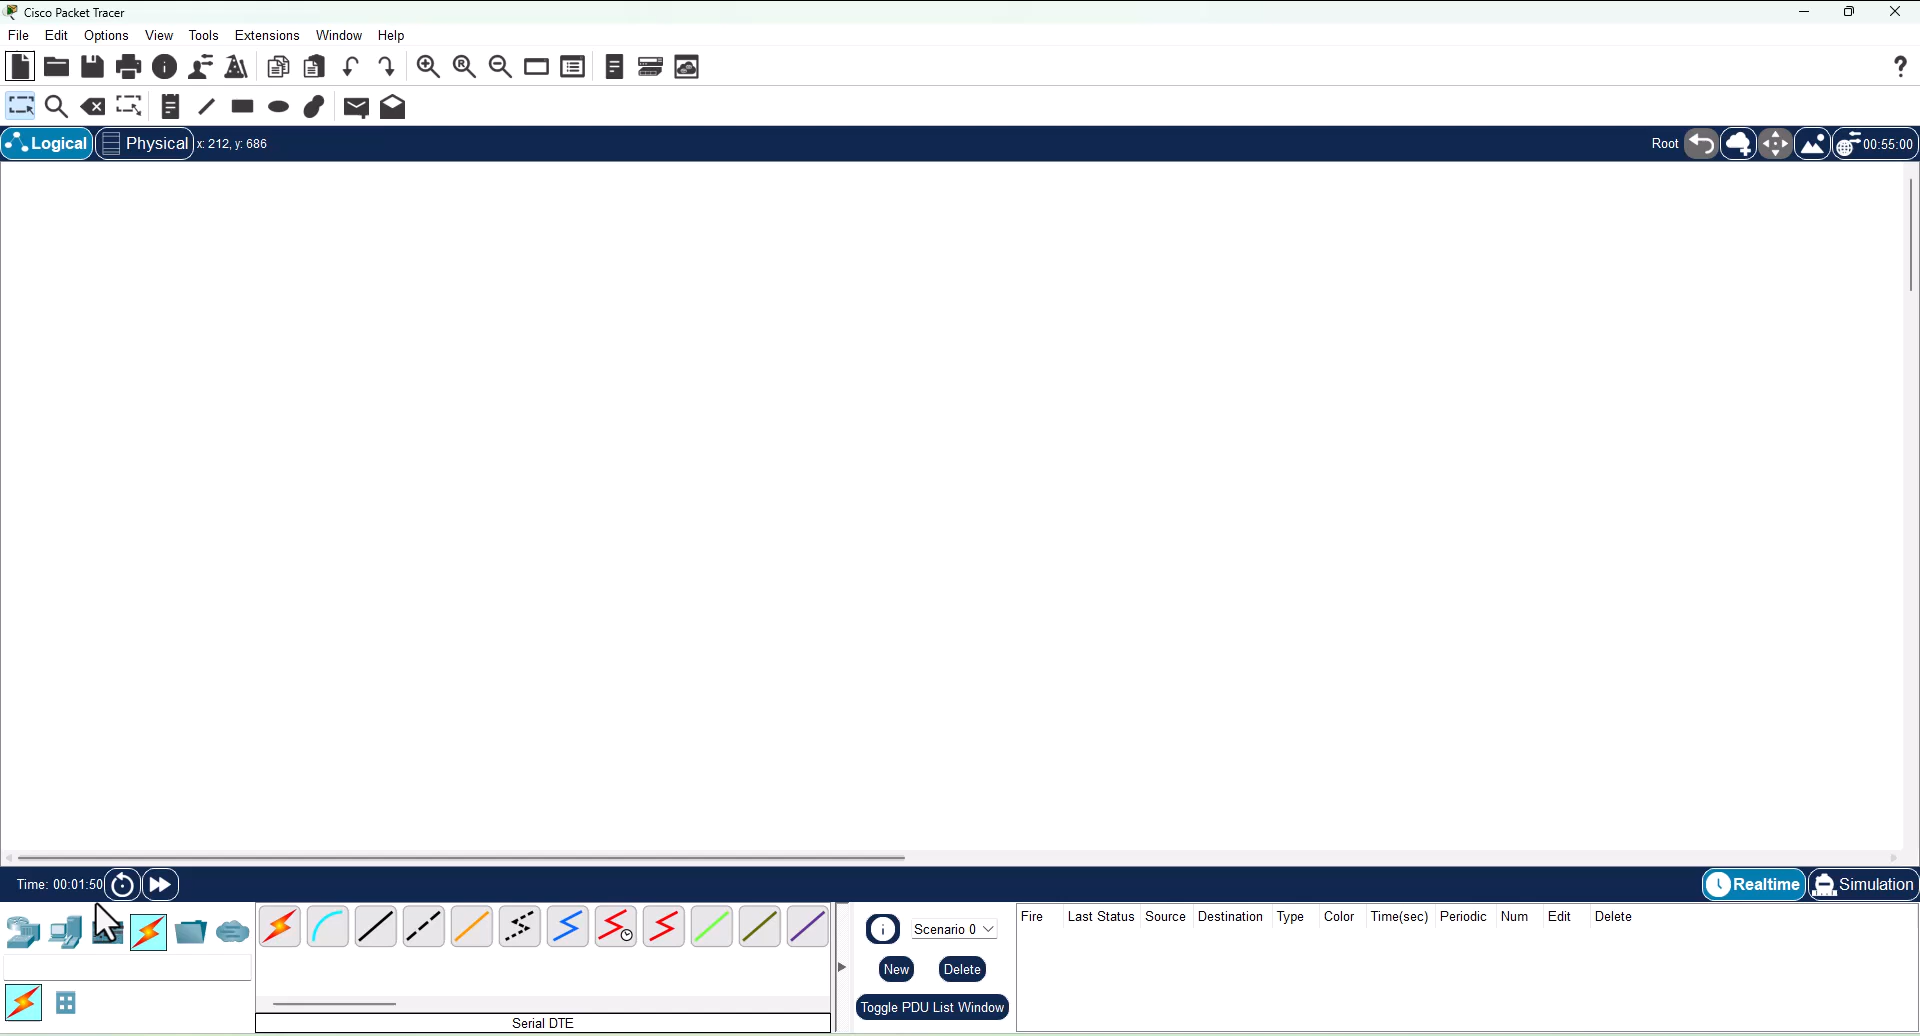 Cisco Packet Tracer
File Edit Options View Tools Extensions Window Help
Logical Physical x: 212, y: 686 Root 00:55:00
Time: 00:01:50 Realtime Simulation
Scenario 0
New Delete
Toggle PDU List Window
Fire Last Status Source Destination Type Color Time(sec) Periodic Num Edit Delete
Serial DTE